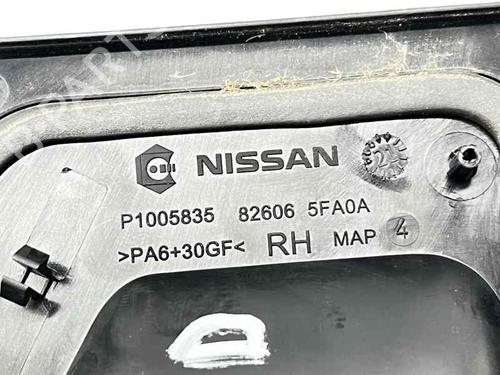 NISSAN
P1005835 82606 5FA0A
>PA6+30GF< RH MAP 4